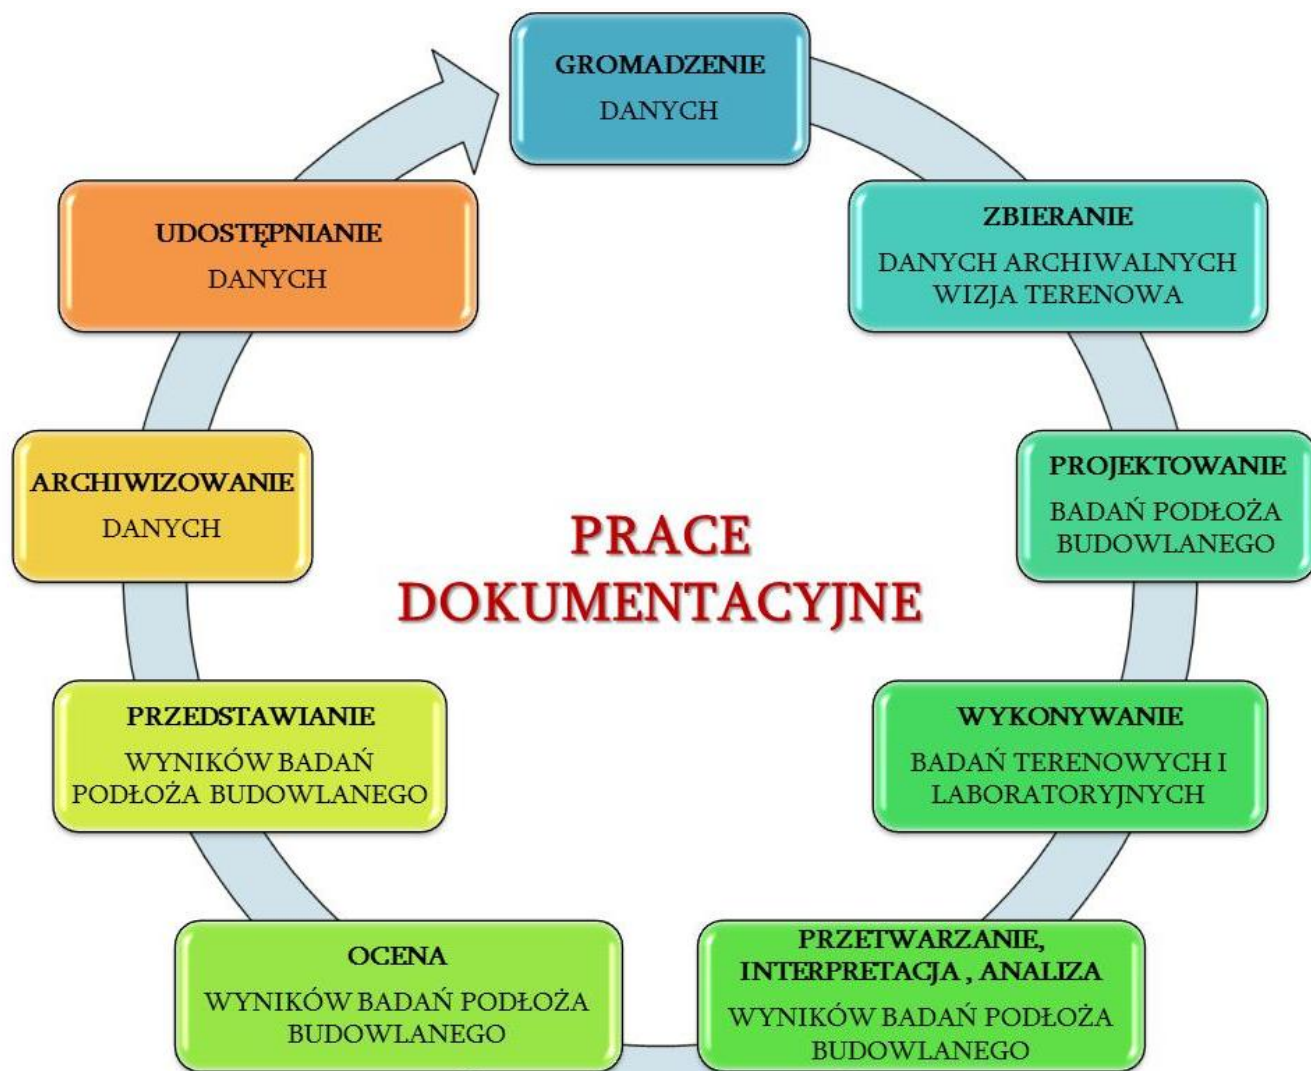 GROMADZENIE
DANYCH
ZBIERANIE
DANYCH ARCHIWALNYCH
WIZJA TERENOWA
PROJEKTOWANIE
BADAŃ PODŁOŻA
BUDOWLANEGO
WYKONYWANIE
BADAŃ TERENOWYCH I
LABORATORYJNYCH
PRZETWARZANIE,
INTERPRETACJA , ANALIZA
WYNIKÓW BADAŃ PODŁOŻA
BUDOWLANEGO
OCENA
WYNIKÓW BADAŃ PODŁOŻA
BUDOWLANEGO
PRZEDSTAWIANIE
WYNIKÓW BADAŃ
PODŁOŻA BUDOWLANEGO
ARCHIWIZOWANIE
DANYCH
UDOSTĘPNIANIE
DANYCH
PRACE
DOKUMENTACYJNE